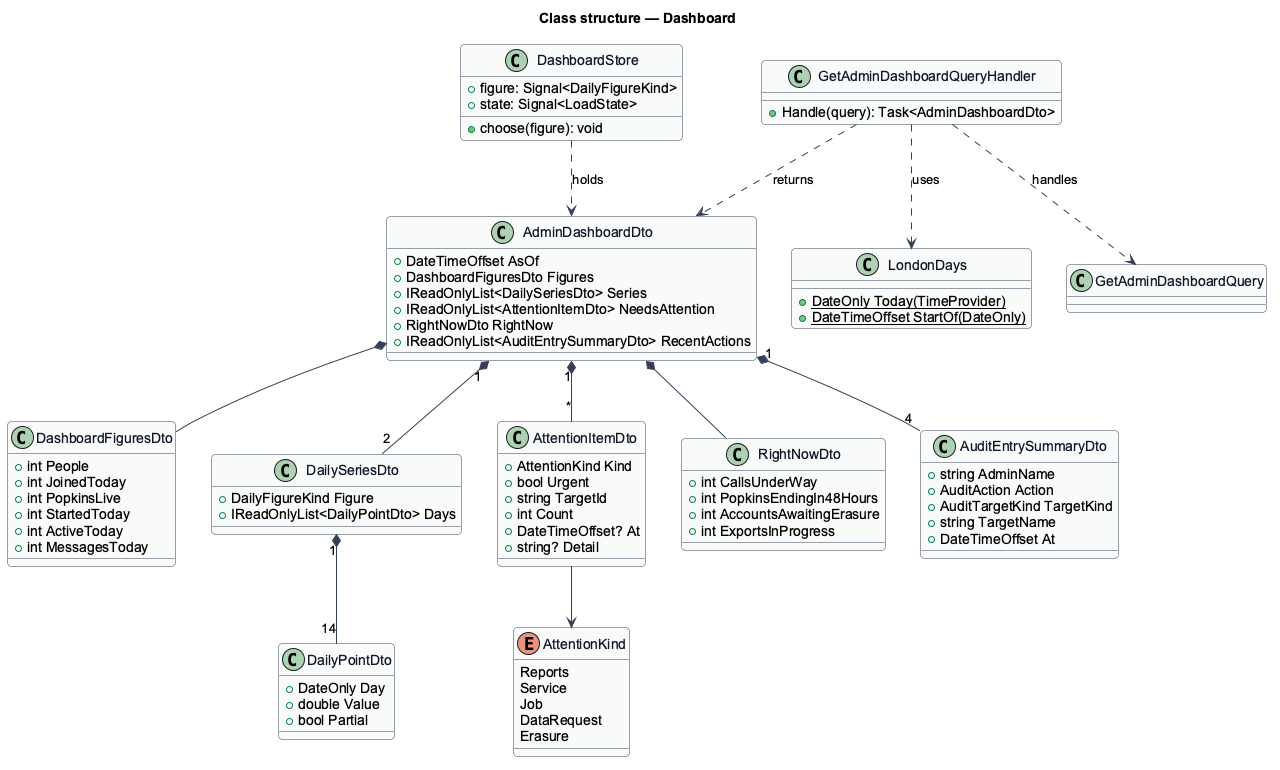 Class structure — Dashboard
C DashboardStore
figure: Signal<DailyFigureKind>
state: Signal<LoadState>
choose(figure): void
C GetAdminDashboardQueryHandler
Handle(query): Task<AdminDashboardDto>
holds
returns
uses
handles
C AdminDashboardDto
DateTimeOffset AsOf
DashboardFiguresDto Figures
IReadOnlyList<DailySeriesDto> Series
IReadOnlyList<AttentionItemDto> NeedsAttention
RightNowDto RightNow
IReadOnlyList<AuditEntrySummaryDto> RecentActions
C LondonDays
DateOnly Today(TimeProvider)
DateTimeOffset StartOf(DateOnly)
C GetAdminDashboardQuery
1
2
1
*
1
4
C DashboardFiguresDto
int People
int JoinedToday
int PopkinsLive
int StartedToday
int ActiveToday
int MessagesToday
C DailySeriesDto
DailyFigureKind Figure
IReadOnlyList<DailyPointDto> Days
C AttentionItemDto
AttentionKind Kind
bool Urgent
string TargetId
int Count
DateTimeOffset? At
string? Detail
C RightNowDto
int CallsUnderWay
int PopkinsEndingIn48Hours
int AccountsAwaitingErasure
int ExportsInProgress
C AuditEntrySummaryDto
string AdminName
AuditAction Action
AuditTargetKind TargetKind
string TargetName
DateTimeOffset At
1
14
C DailyPointDto
DateOnly Day
double Value
bool Partial
E AttentionKind
Reports
Service
Job
DataRequest
Erasure